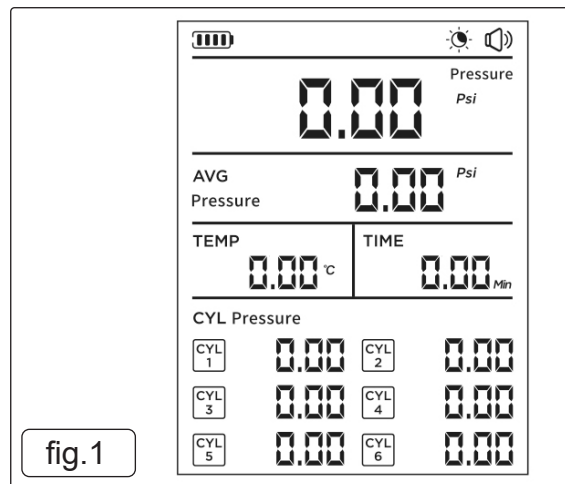 Pressure
0.00 Psi
AVG
Pressure 0.00 Psi
TEMP
0.00 °C
TIME
0.00 Min
CYL Pressure
CYL 1 0.00 CYL 2 0.00
CYL 3 0.00 CYL 4 0.00
CYL 5 0.00 CYL 6 0.00
fig.1